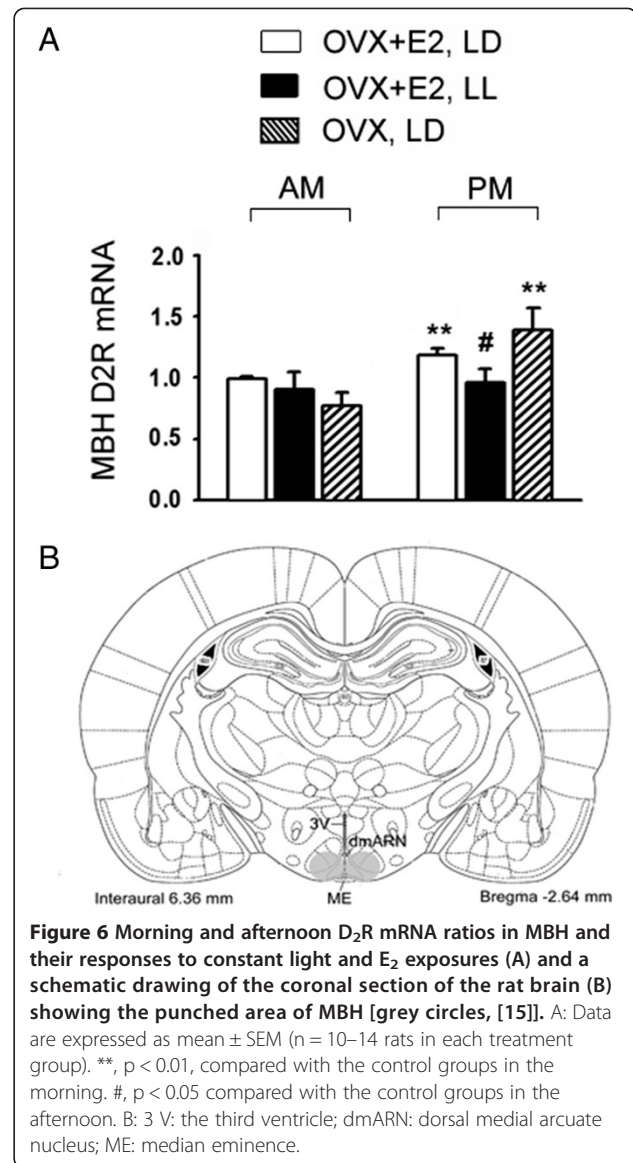 A
OVX+E2, LD
OVX+E2, LL
OVX, LD
AM PM
MBH D2R mRNA
2.0
1.5
1.0
0.5
0.0
** # **
B
3V
dmARN
Interaural 6.36 mm ME Bregma -2.64 mm
Figure 6 Morning and afternoon D₂R mRNA ratios in MBH and
their responses to constant light and E₂ exposures (A) and a
schematic drawing of the coronal section of the rat brain (B)
showing the punched area of MBH [grey circles, [15]]. A: Data
are expressed as mean ± SEM (n = 10–14 rats in each treatment
group). **, p < 0.01, compared with the control groups in the
morning. #, p < 0.05 compared with the control groups in the
afternoon. B: 3 V: the third ventricle; dmARN: dorsal medial arcuate
nucleus; ME: median eminence.